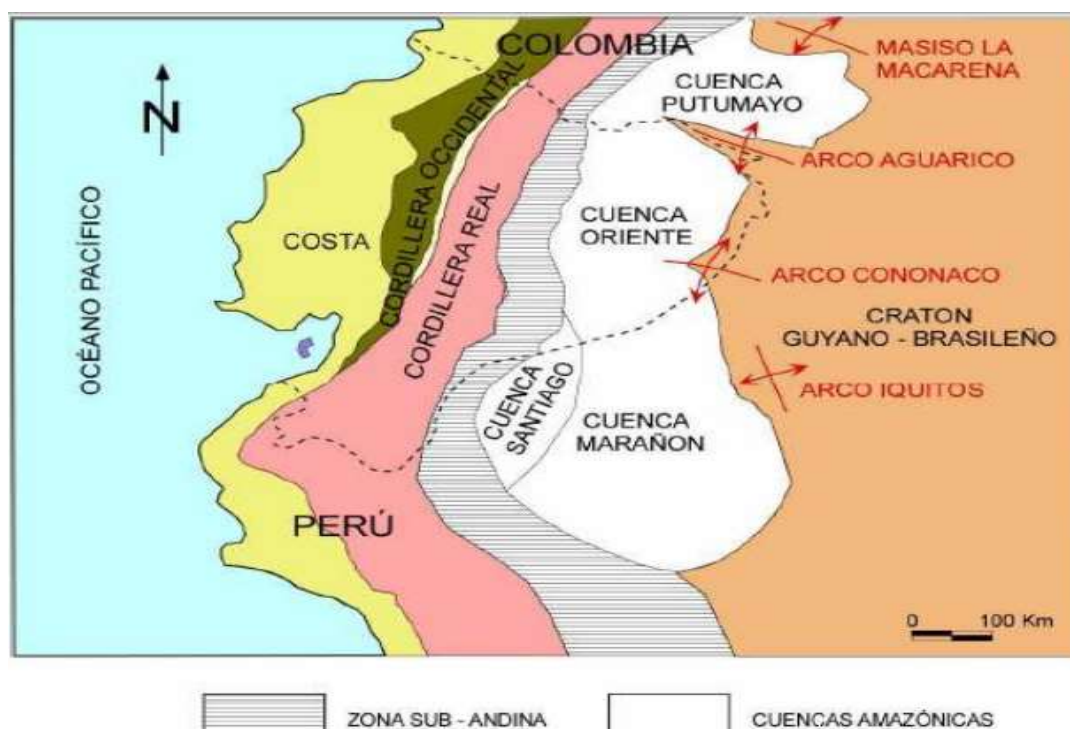 COLOMBIA
MASISO LA
MACARENA
CUENCA
PUTUMAYO
N
ARCO AGUARICO
CORDILLERA OCCIDENTAL
CUENCA
ORIENTE
COSTA
CORDILLERA REAL
OCÉANO PACÍFICO
ARCO CONONACO
CRATON
GUYANO - BRASILEÑO
ARCO IQUITOS
CUENCA
SANTIAGO
CUENCA
MARAÑON
PERÚ
0 100 Km
ZONA SUB - ANDINA
CUENCAS AMAZÓNICAS